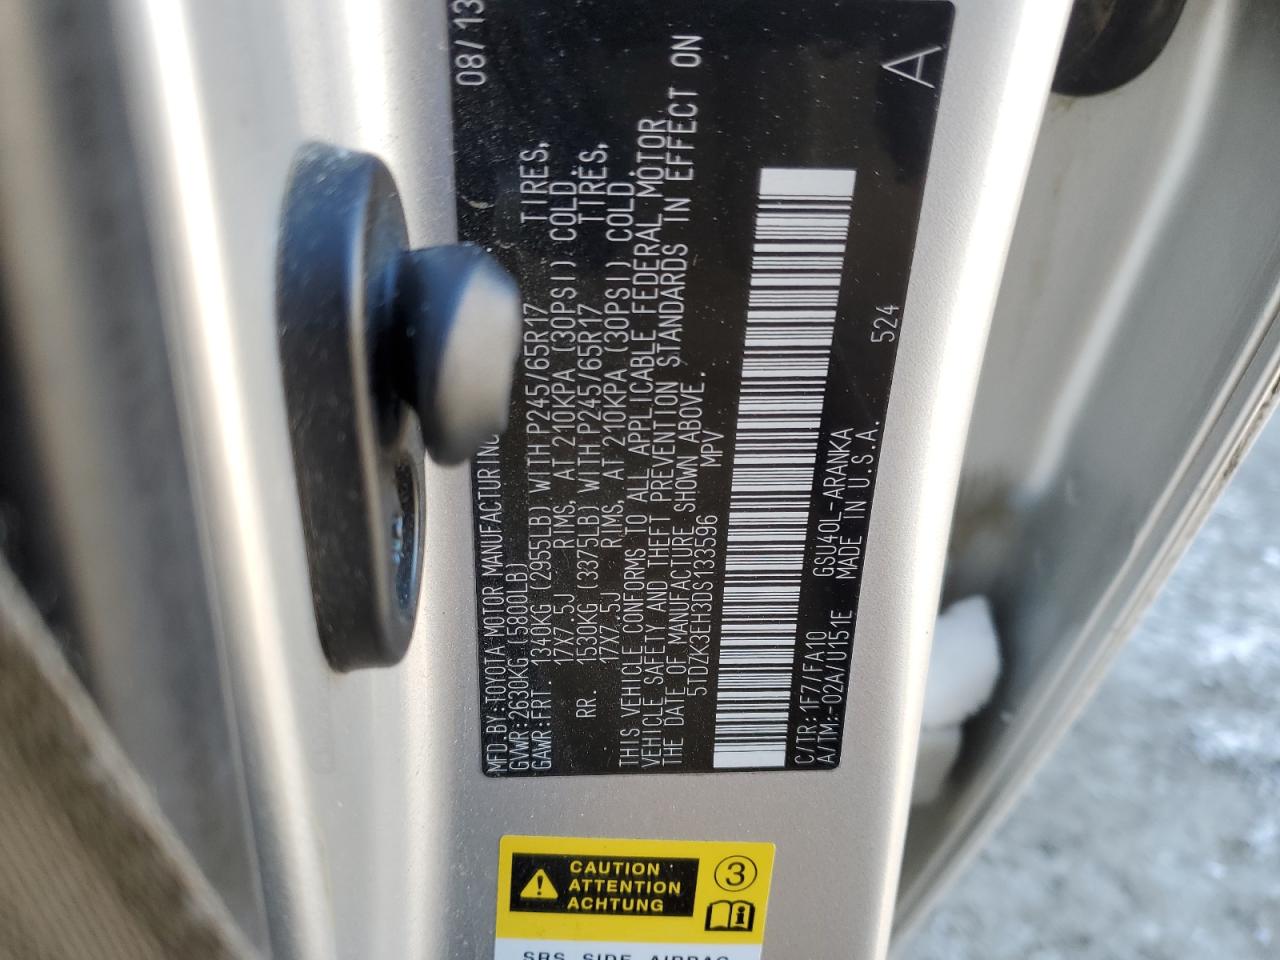 08/13
MFD BY:TOYOTA MOTOR MANUFACTURING
GVWR:2630KG (5800LB)
GAWR:FRT. 1340KG (2955LB) WITH P245/65R17 TIRES,
17X7.5J RIMS, AT 210KPA (30PSI) COLD.
RR. 1530KG (3375LB) WITH P245/65R17 TIRES,
17X7.5J RIMS, AT 210KPA (30PSI) COLD.
THIS VEHICLE CONFORMS TO ALL APPLICABLE FEDERAL MOTOR
VEHICLE SAFETY AND THEFT PREVENTION STANDARDS IN EFFECT ON
THE DATE OF MANUFACTURE SHOWN ABOVE.
5TDZK3EH3DS133596 MPV
C/TR:1F7/FA10 GSU40L-ARANKA 524
A/TM:-02A/U151E MADE IN U.S.A.
A
CAUTION
ATTENTION
ACHTUNG
3
SRS SIDE AIRBAG